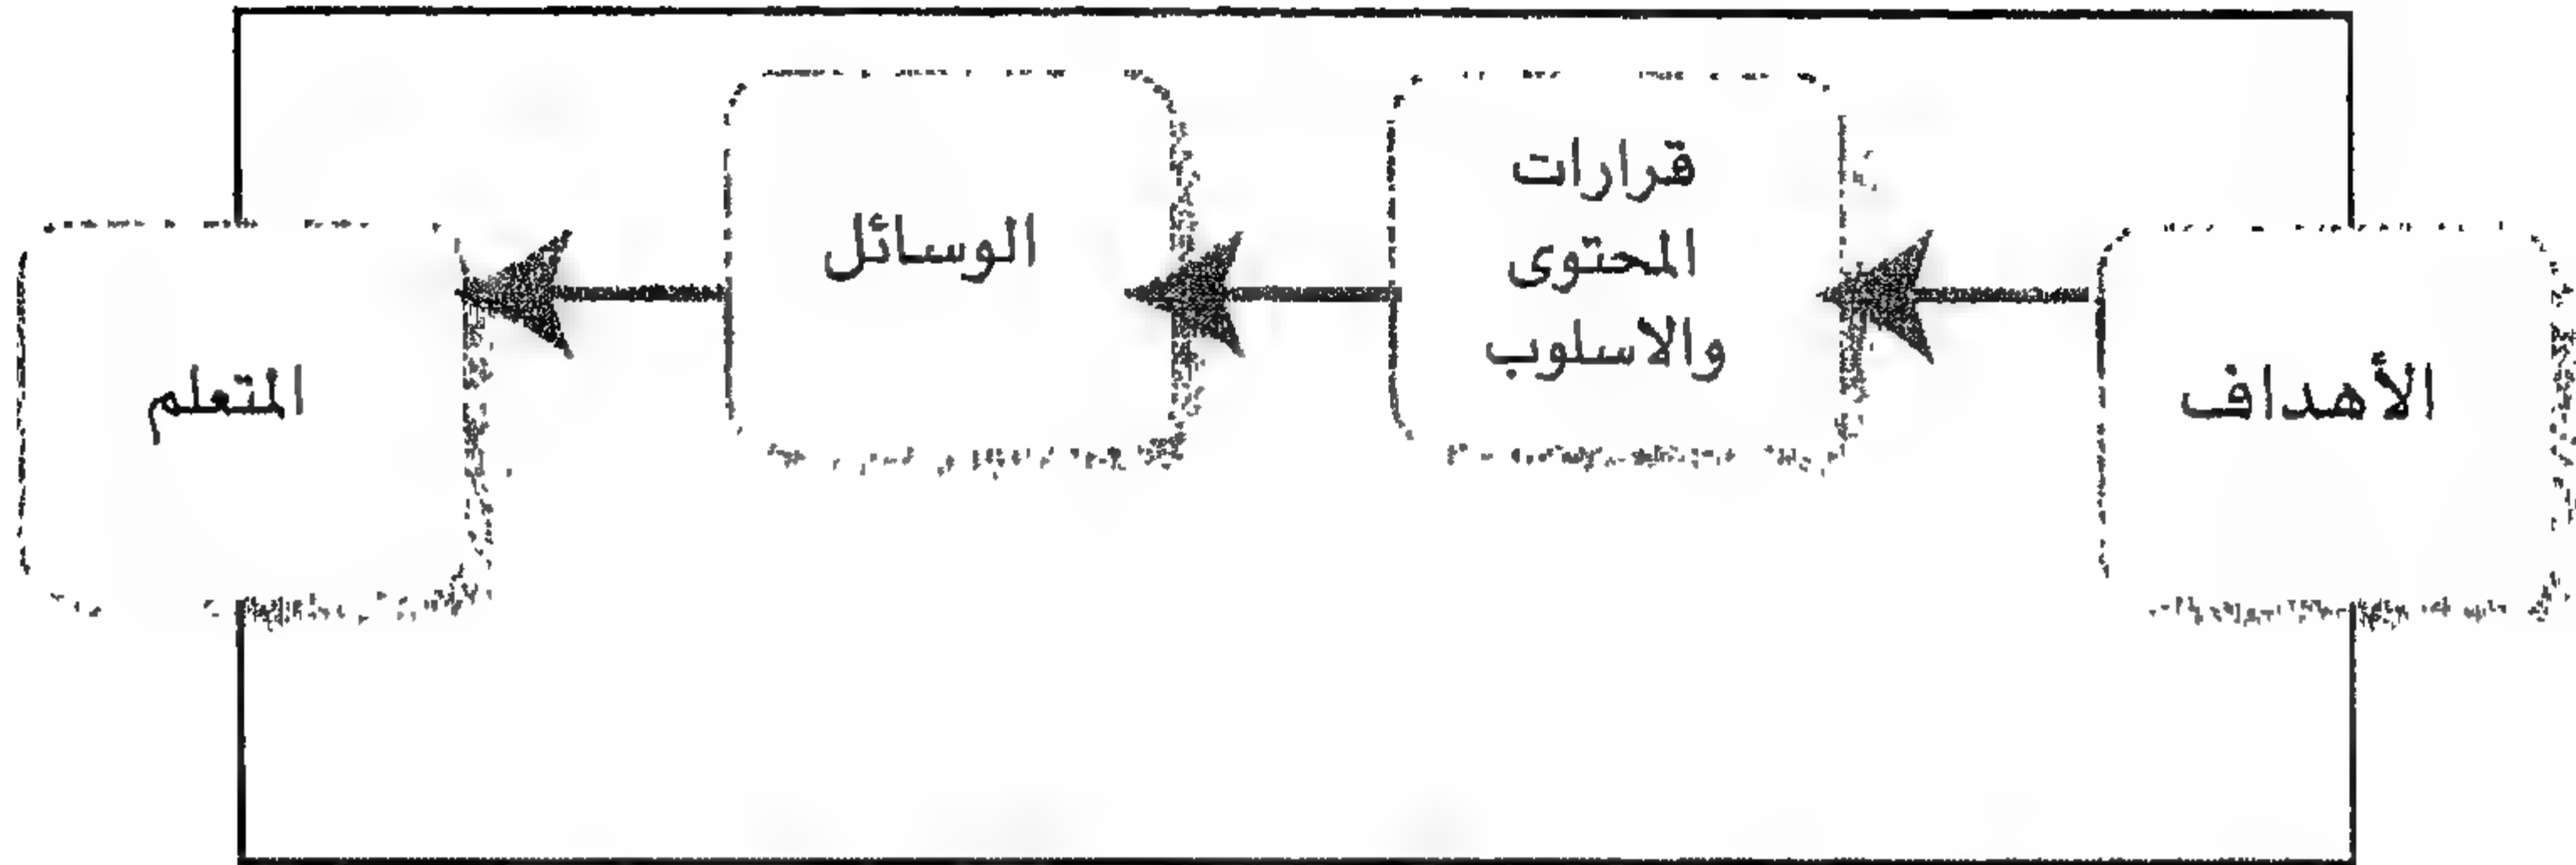 الأهداف
قرارات
المحتوى
والاسلوب
الوسائل
المتعلم